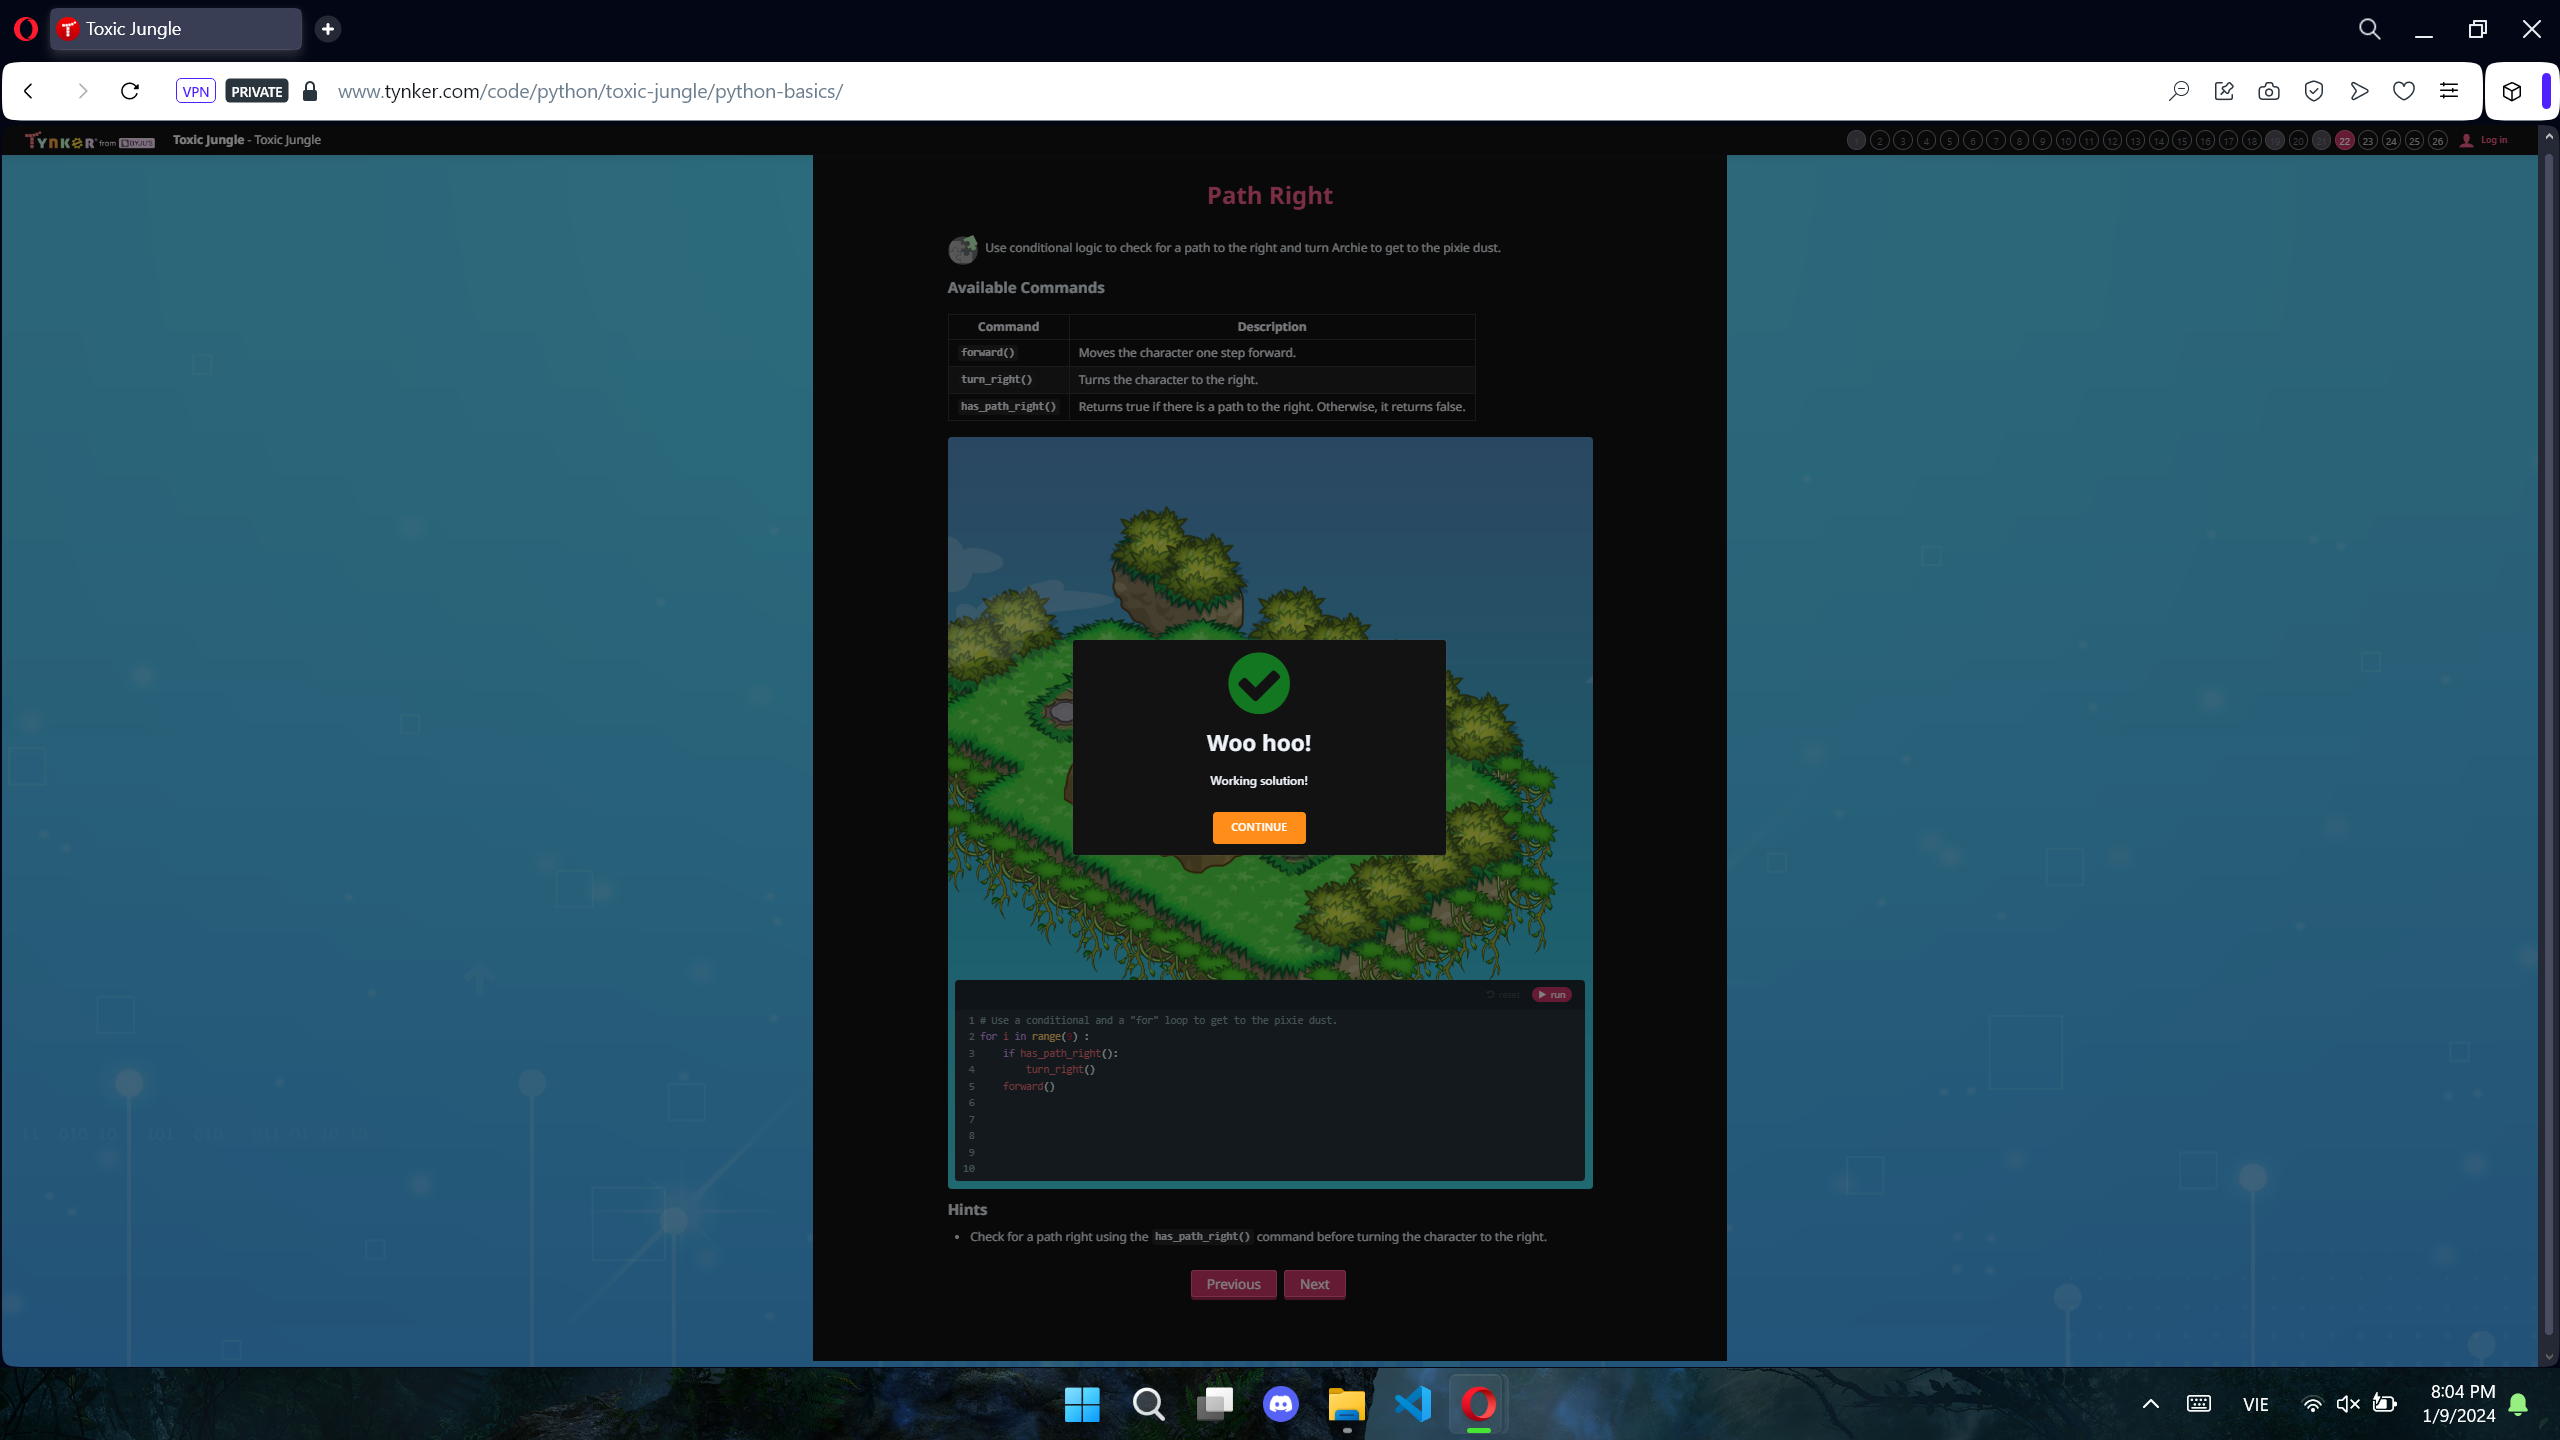 Toxic Jungle
VPN PRIVATE www.tynker.com/code/python/toxic-jungle/python-basics/
TYNKER from BYJU'S Toxic Jungle - Toxic Jungle
1 2 3 4 5 6 7 8 9 10 11 12 13 14 15 16 17 18 19 20 21 22 23 24 25 26 Log in
Path Right
Use conditional logic to check for a path to the right and turn Archie to get to the pixie dust.
Available Commands
Command Description
forward() Moves the character one step forward.
turn_right() Turns the character to the right.
has_path_right() Returns true if there is a path to the right. Otherwise, it returns false.
Woo hoo!
Working solution!
CONTINUE
reset run
1 # Use a conditional and a "for" loop to get to the pixie dust.
2 for i in range( ) :
3 if has_path_right():
4 turn_right()
5 forward()
6
7
8
9
10
Hints
• Check for a path right using the has_path_right() command before turning the character to the right.
Previous Next
VIE
8:04 PM
1/9/2024